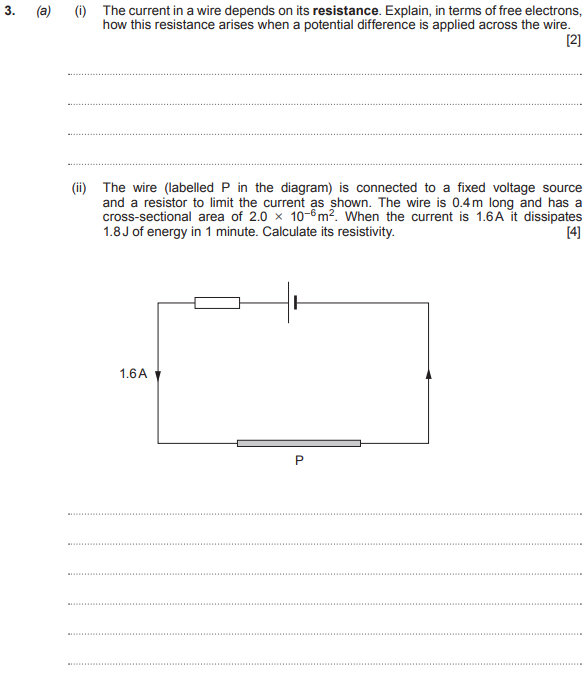 3. (a) (i) The current in a wire depends on its resistance. Explain, in terms of free electrons,
how this resistance arises when a potential difference is applied across the wire.
[2]
(ii) The wire (labelled P in the diagram) is connected to a fixed voltage source
and a resistor to limit the current as shown. The wire is 0.4 m long and has a
cross-sectional area of 2.0 × 10⁻⁶ m². When the current is 1.6 A it dissipates
1.8 J of energy in 1 minute. Calculate its resistivity. [4]
1.6 A
P